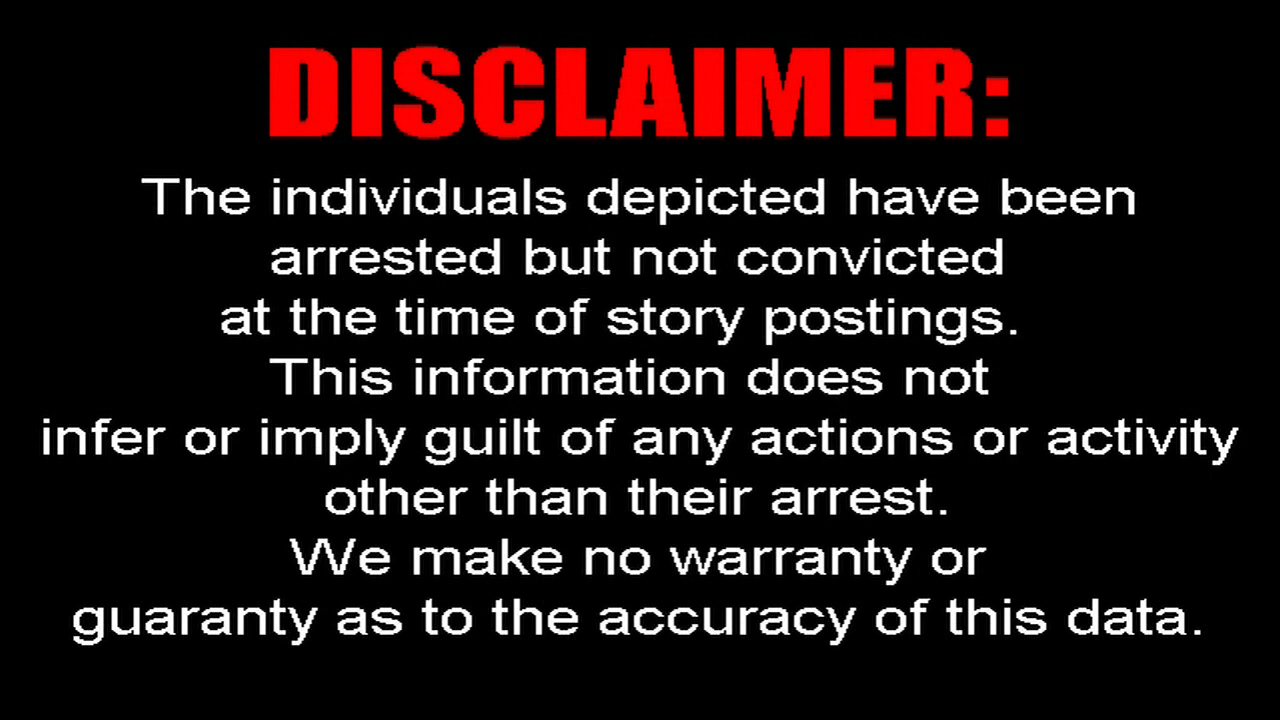 DISCLAIMER:
The individuals depicted have been
arrested but not convicted
at the time of story postings.
This information does not
infer or imply guilt of any actions or activity
other than their arrest.
We make no warranty or
guaranty as to the accuracy of this data.